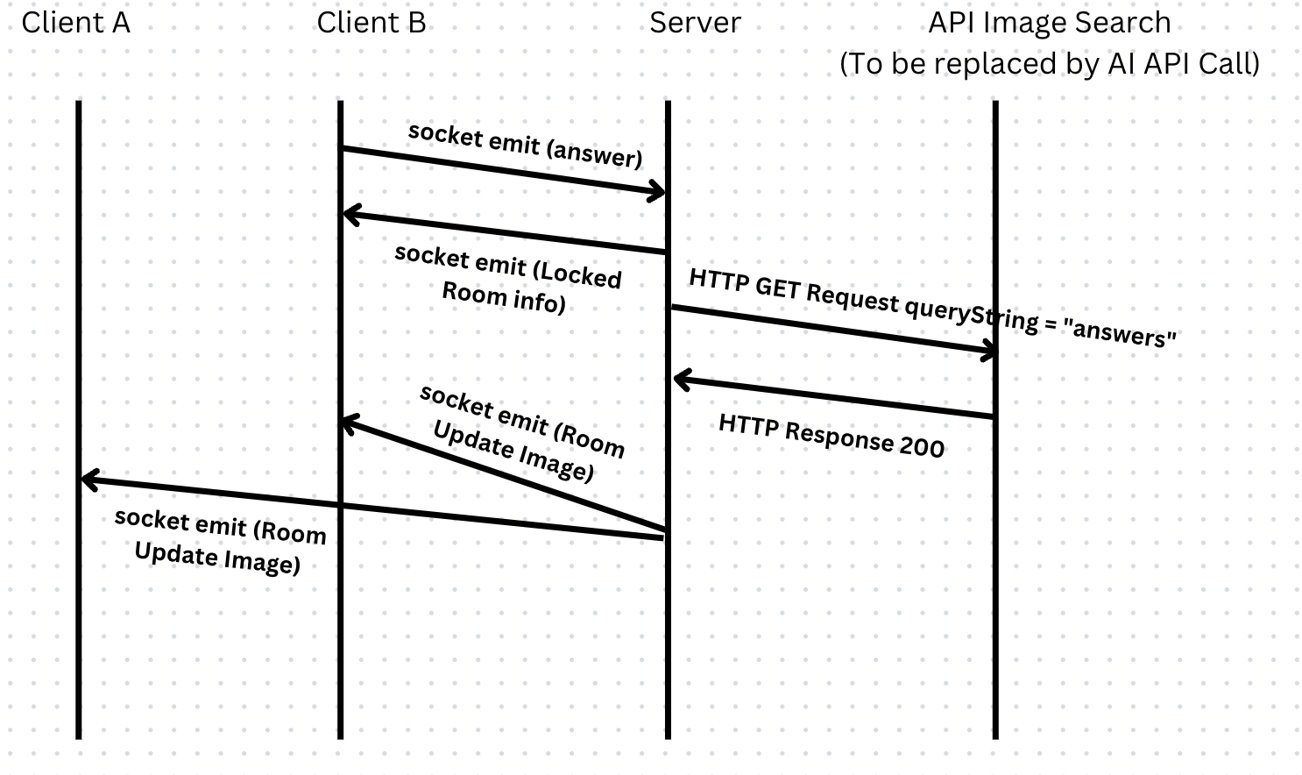 Client A
Client B
Server
API Image Search
(To be replaced by AI API Call)
socket emit (answer)
socket emit (Locked
Room info)
HTTP GET Request queryString = "answers"
HTTP Response 200
socket emit (Room
Update Image)
socket emit (Room
Update Image)